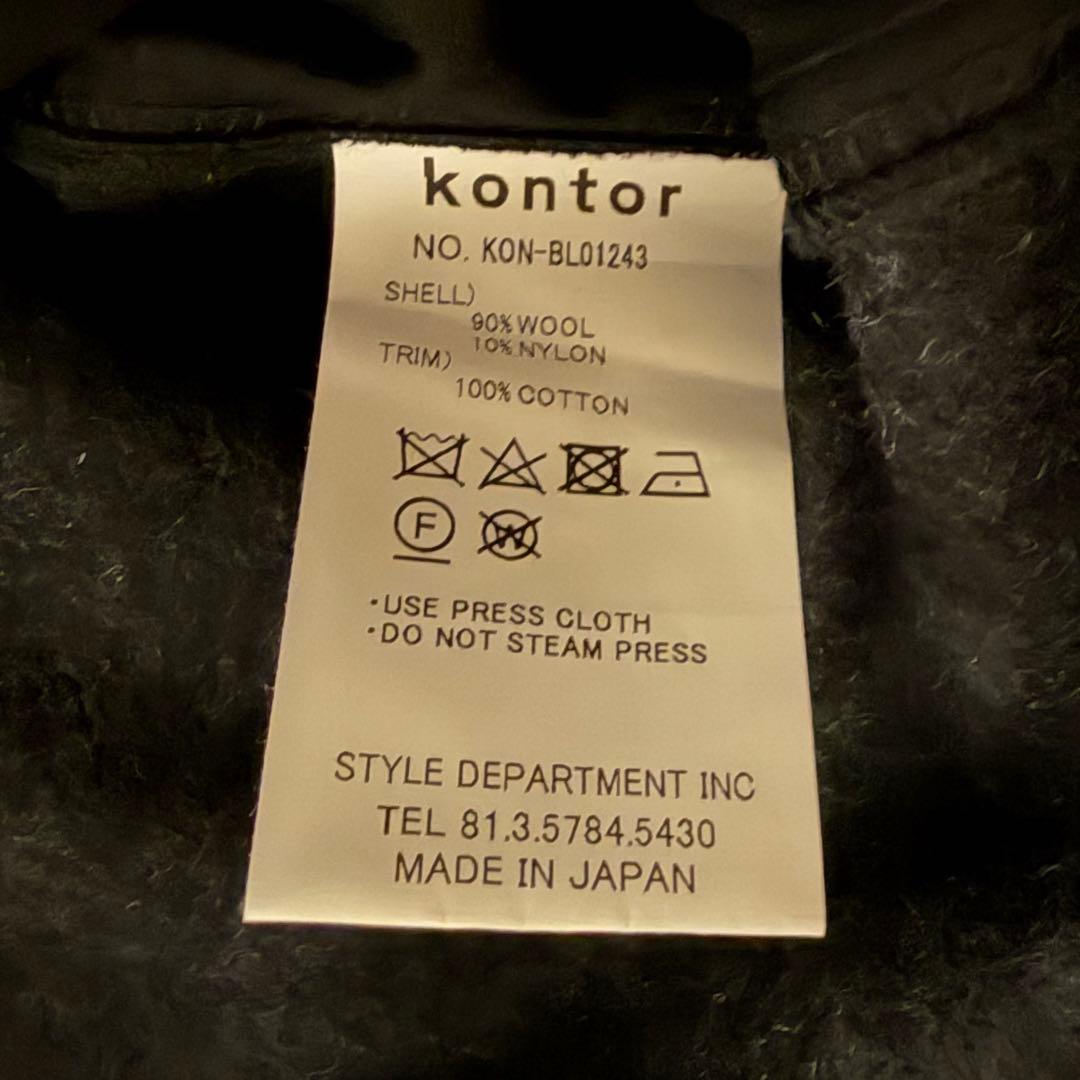 kontor
NO. KON-BL01243
SHELL)
90% WOOL
10% NYLON
TRIM)
100% COTTON
F
W
・USE PRESS CLOTH
・DO NOT STEAM PRESS
STYLE DEPARTMENT INC
TEL 81.3.5784.5430
MADE IN JAPAN